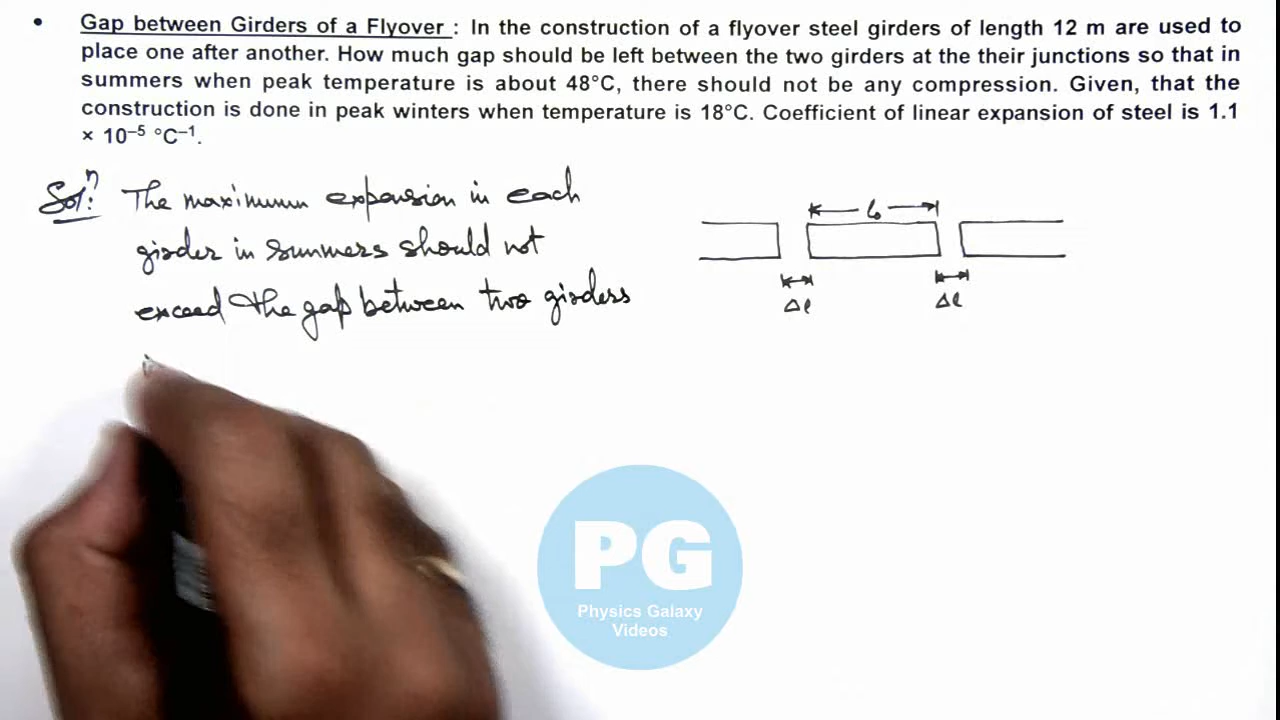 • Gap between Girders of a Flyover : In the construction of a flyover steel girders of length 12 m are used to
place one after another. How much gap should be left between the two girders at the their junctions so that in
summers when peak temperature is about 48°C, there should not be any compression. Given, that the
construction is done in peak winters when temperature is 18°C. Coefficient of linear expansion of steel is 1.1
× 10⁻⁵ °C⁻¹.
Solⁿ: The maximum expansion in each
girder in summers should not
exceed the gap between two girders
l₀
Δl Δl
PG
Physics Galaxy
Videos